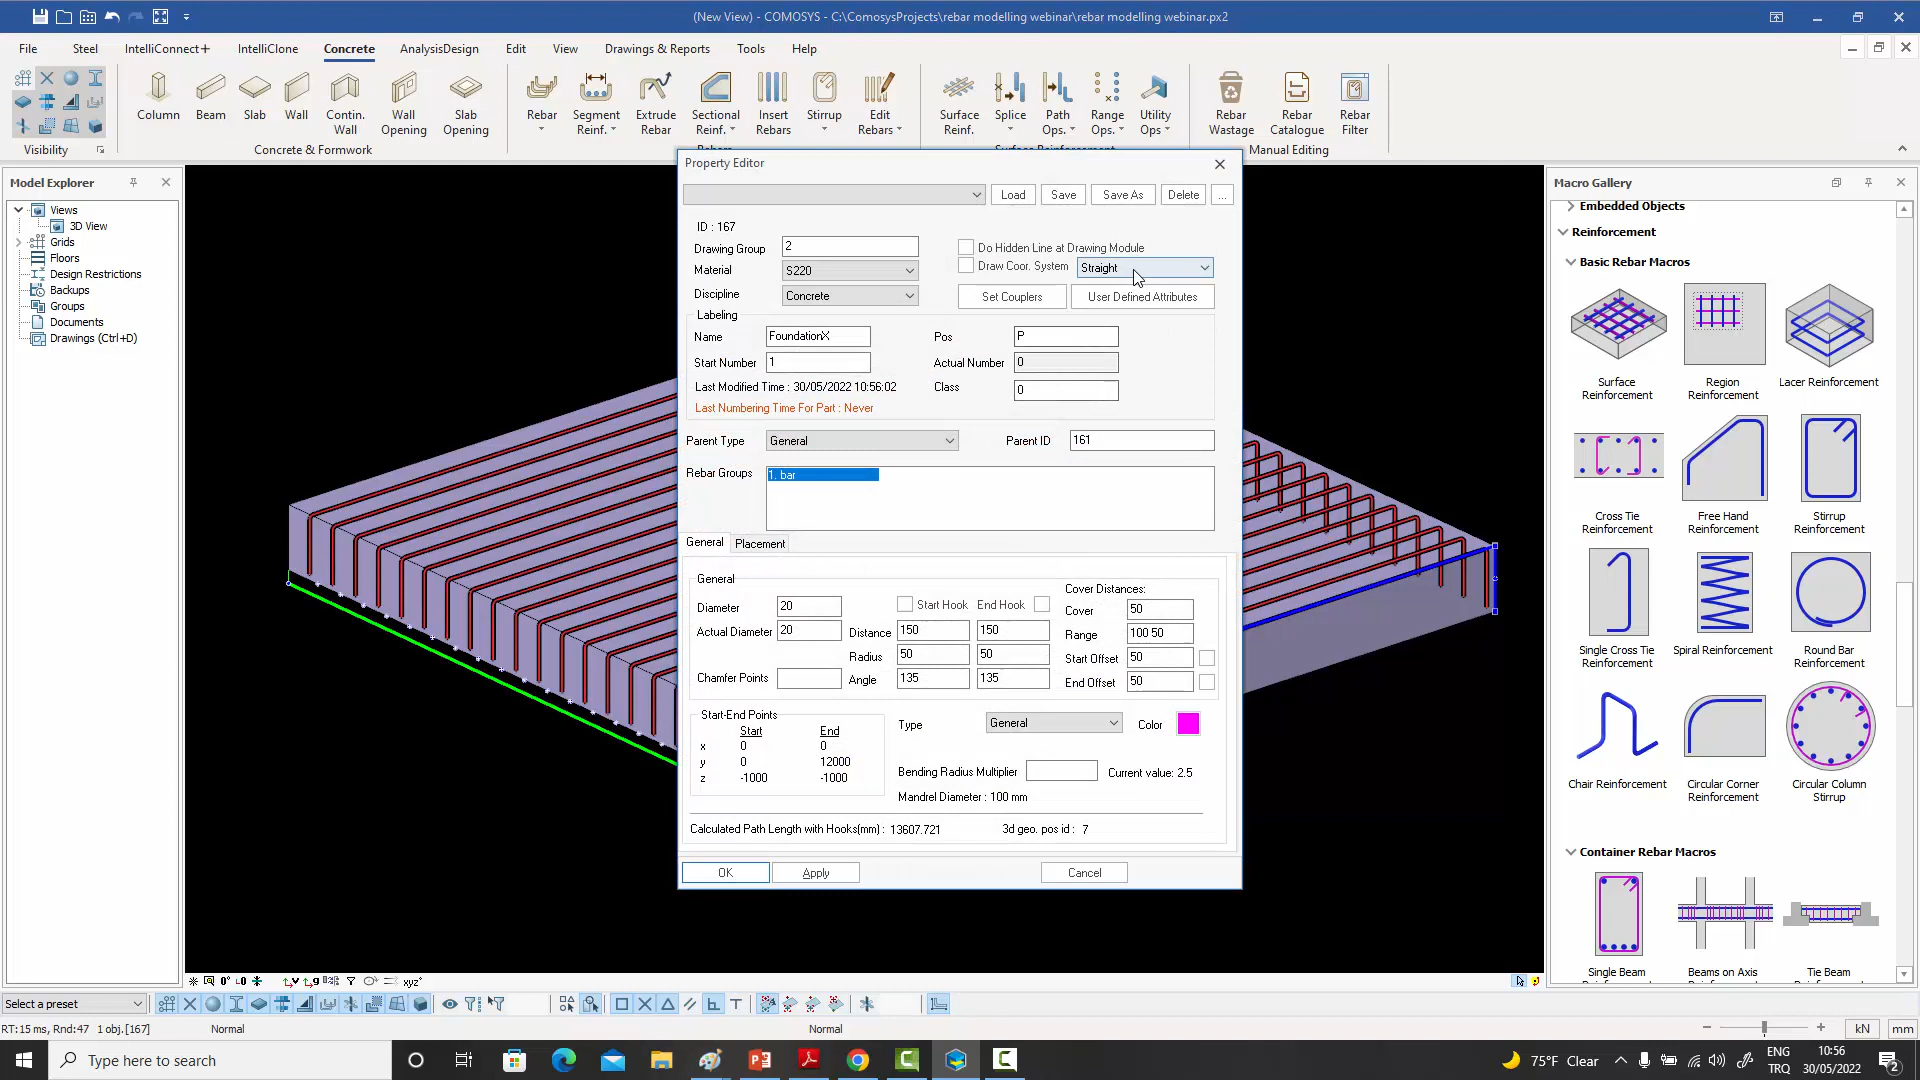 (New View) - COMOSYS - C:\ComosysProjects\rebar modelling webinar\rebar modelling webinar.px2
File Steel IntelliConnect+ IntelliClone Concrete AnalysisDesign Edit View Drawings & Reports Tools Help
Visibility
Column Beam Slab Wall Contin. Wall Wall Opening Slab Opening
Concrete & Formwork
Rebar Segment Reinf. Extrude Rebar Sectional Reinf. Insert Rebars Stirrup Edit Rebars
Surface Reinf. Splice Path Ops. Range Ops. Utility Ops
Rebar Wastage Rebar Catalogue Rebar Filter
Manual Editing
Model Explorer
Views
3D View
Grids
Floors
Design Restrictions
Backups
Groups
Documents
Drawings (Ctrl+D)
Property Editor
Load Save Save As Delete ...
ID : 167
Drawing Group 2
Do Hidden Line at Drawing Module
Material S220
Draw Coor. System Straight
Discipline Concrete
Set Couplers User Defined Attributes
Labeling
Name FoundationX Pos P
Start Number 1 Actual Number 0
Last Modified Time : 30/05/2022 10:56:02 Class 0
Last Numbering Time For Part : Never
Parent Type General Parent ID 161
Rebar Groups 1. bar
General Placement
General
Diameter 20 Start Hook End Hook
Actual Diameter 20 Distance 150 150
Radius 50 50
Chamfer Points Angle 135 135
Cover Distances:
Cover 50
Range 100 50
Start Offset 50
End Offset 50
Start-End Points
Start End
x 0 0
y 0 12000
z -1000 -1000
Type General Color
Bending Radius Multiplier Current value: 2.5
Mandrel Diameter : 100 mm
Calculated Path Length with Hooks(mm) : 13607.721 3d geo. pos id : 7
OK Apply Cancel
Macro Gallery
Embedded Objects
Reinforcement
Basic Rebar Macros
Surface Reinforcement Region Reinforcement Lacer Reinforcement
Cross Tie Reinforcement Free Hand Reinforcement Stirrup Reinforcement
Single Cross Tie Reinforcement Spiral Reinforcement Round Bar Reinforcement
Chair Reinforcement Circular Corner Reinforcement Circular Column Stirrup
Container Rebar Macros
Single Beam Beams on Axis Tie Beam
Select a preset
RT:15 ms, Rnd:47 1 obj.[167] Normal Normal kN mm
Type here to search
75°F Clear
ENG
TRQ
10:56
30/05/2022
2